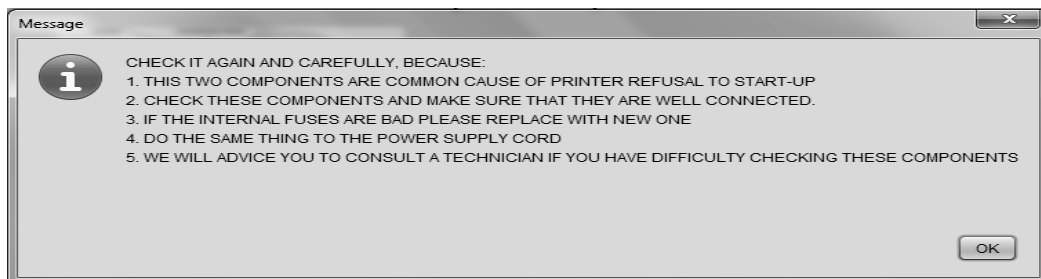 Message
CHECK IT AGAIN AND CAREFULLY, BECAUSE:
1. THIS TWO COMPONENTS ARE COMMON CAUSE OF PRINTER REFUSAL TO START-UP
2. CHECK THESE COMPONENTS AND MAKE SURE THAT THEY ARE WELL CONNECTED.
3. IF THE INTERNAL FUSES ARE BAD PLEASE REPLACE WITH NEW ONE
4. DO THE SAME THING TO THE POWER SUPPLY CORD
5. WE WILL ADVICE YOU TO CONSULT A TECHNICIAN IF YOU HAVE DIFFICULTY CHECKING THESE COMPONENTS
OK